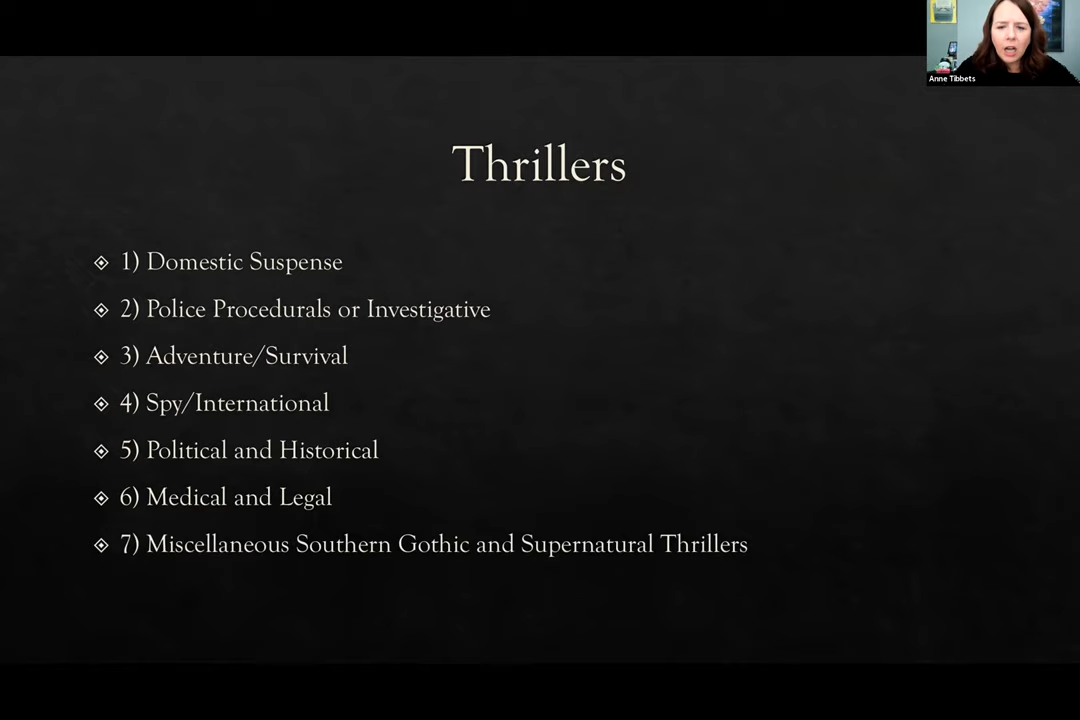 Anne Tibbets
Thrillers
1) Domestic Suspense
2) Police Procedurals or Investigative
3) Adventure/Survival
4) Spy/International
5) Political and Historical
6) Medical and Legal
7) Miscellaneous Southern Gothic and Supernatural Thrillers